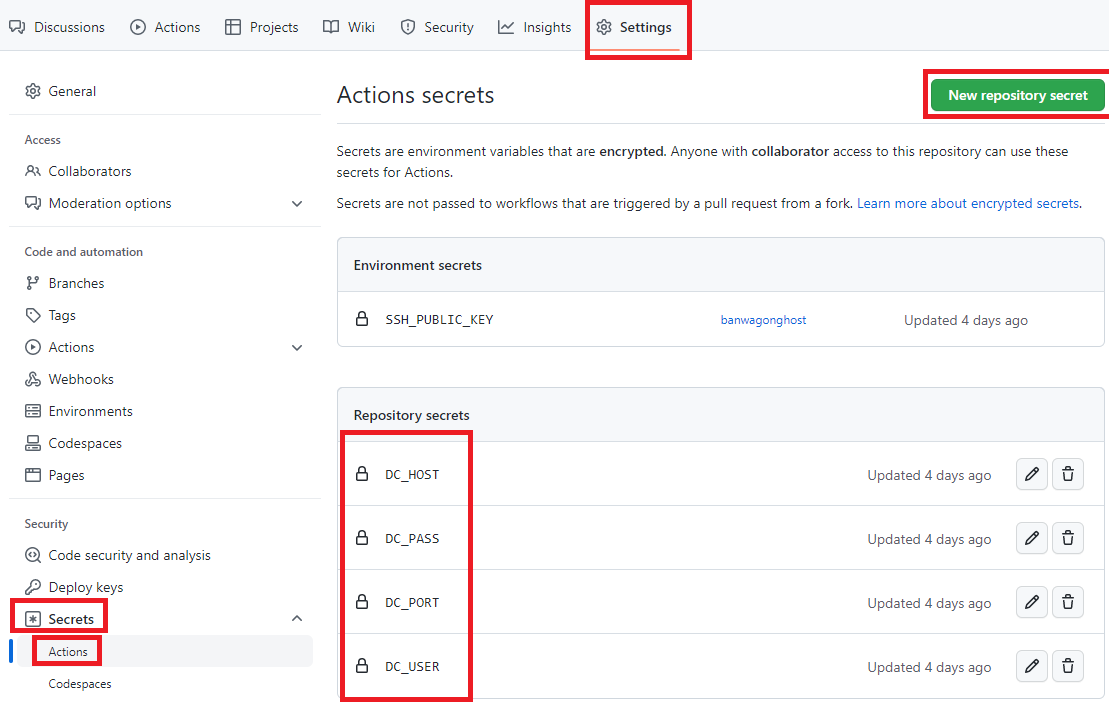 Discussions Actions Projects Wiki Security Insights Settings
General
Access
Collaborators
Moderation options
Code and automation
Branches
Tags
Actions
Webhooks
Environments
Codespaces
Pages
Security
Code security and analysis
Deploy keys
Secrets
Actions
Codespaces
Actions secrets
New repository secret
Secrets are environment variables that are encrypted. Anyone with collaborator access to this repository can use these
secrets for Actions.
Secrets are not passed to workflows that are triggered by a pull request from a fork. Learn more about encrypted secrets.
Environment secrets
SSH_PUBLIC_KEY banwagonghost Updated 4 days ago
Repository secrets
DC_HOST Updated 4 days ago
DC_PASS Updated 4 days ago
DC_PORT Updated 4 days ago
DC_USER Updated 4 days ago